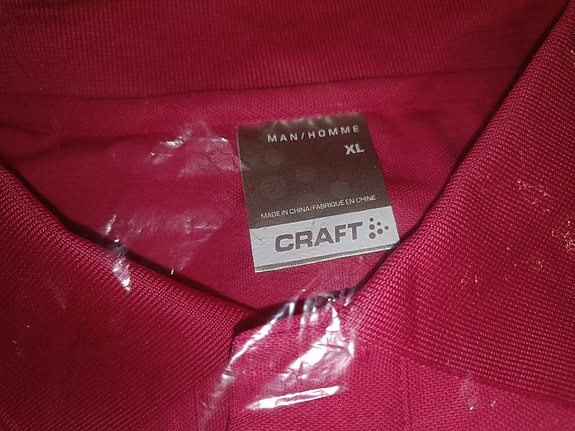 MAN/HOMME
XL
MADE IN CHINA/FABRIQUÉ EN CHINE
CRAFT